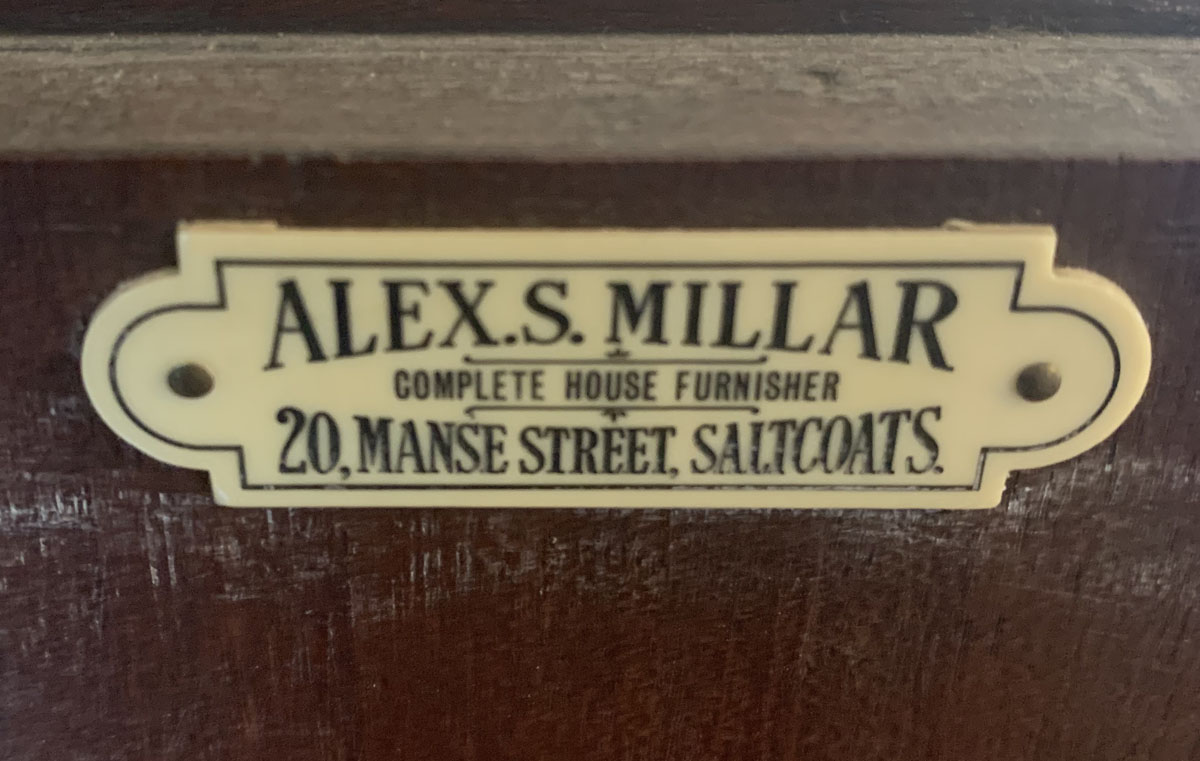 ALEX.S. MILLAR
COMPLETE HOUSE FURNISHER
20, MANSE STREET, SALTCOATS.